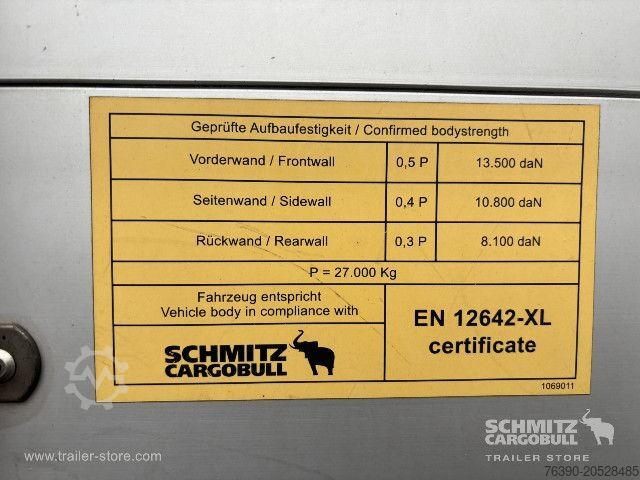 Geprüfte Aufbaufestigkeit / Confirmed bodystrength
Vorderwand / Frontwall 0,5 P 13.500 daN
Seitenwand / Sidewall 0,4 P 10.800 daN
Rückwand / Rearwall 0,3 P 8.100 daN
P = 27.000 Kg
Fahrzeug entspricht
Vehicle body in compliance with
SCHMITZ
CARGOBULL
EN 12642-XL
certificate
1069011
www.trailer-store.com
SCHMITZ
CARGOBULL
TRAILER STORE
76390-20528485